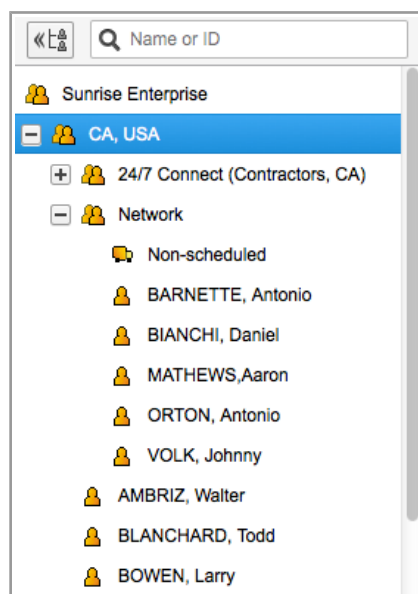 Name or ID
Sunrise Enterprise
CA, USA
24/7 Connect (Contractors, CA)
Network
Non-scheduled
BARNETTE, Antonio
BIANCHI, Daniel
MATHEWS,Aaron
ORTON, Antonio
VOLK, Johnny
AMBRIZ, Walter
BLANCHARD, Todd
BOWEN, Larry